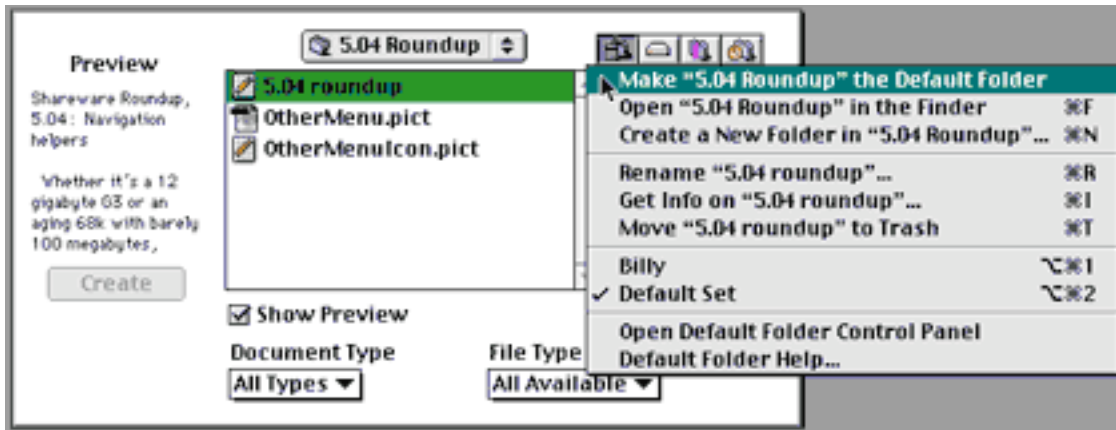 5.04 Roundup
Preview
Shareware Roundup,
5.04: Navigation
helpers
Whether it's a 12
gigabyte G3 or an
aging 68k with barely
100 megabytes,
Create
5.04 roundup
OtherMenu.pict
OtherMenuIcon.pict
Show Preview
Document Type
All Types
File Type
All Available
Make “5.04 Roundup” the Default Folder
Open “5.04 Roundup” in the Finder ⌘F
Create a New Folder in “5.04 Roundup”... ⌘N
Rename “5.04 roundup”... ⌘R
Get Info on “5.04 roundup”... ⌘I
Move “5.04 roundup” to Trash ⌘T
Billy ⌥⌘1
✓ Default Set ⌥⌘2
Open Default Folder Control Panel
Default Folder Help...